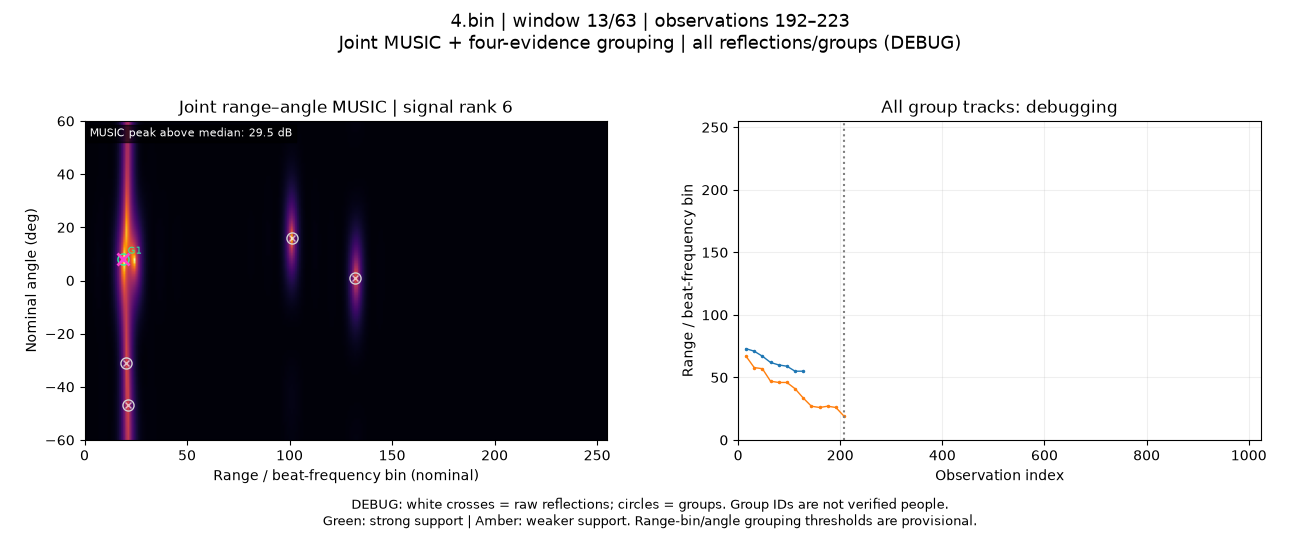 4.bin | window 13/63 | observations 192–223
Joint MUSIC + four-evidence grouping | all reflections/groups (DEBUG)
Joint range–angle MUSIC | signal rank 6
MUSIC peak above median: 29.5 dB
G1
60
40
20
0
−20
−40
−60
Nominal angle (deg)
0
50
100
150
200
250
Range / beat-frequency bin (nominal)
All group tracks: debugging
250
200
150
100
50
0
Range / beat-frequency bin
0
200
400
600
800
1000
Observation index
DEBUG: white crosses = raw reflections; circles = groups. Group IDs are not verified people.
Green: strong support | Amber: weaker support. Range-bin/angle grouping thresholds are provisional.